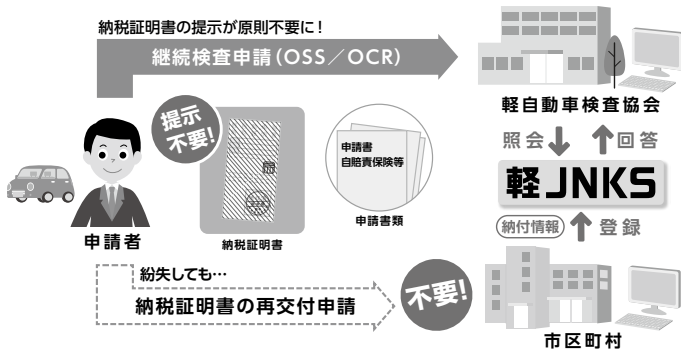 納税証明書の提示が原則不要に!
継続検査申請(OSS/OCR)
提示
不要!
申請書
自賠責保険等
申請者
納税証明書
申請書類
紛失しても…
納税証明書の再交付申請
不要!
軽自動車検査協会
照会
回答
軽JNKS
納付情報
登録
市区町村